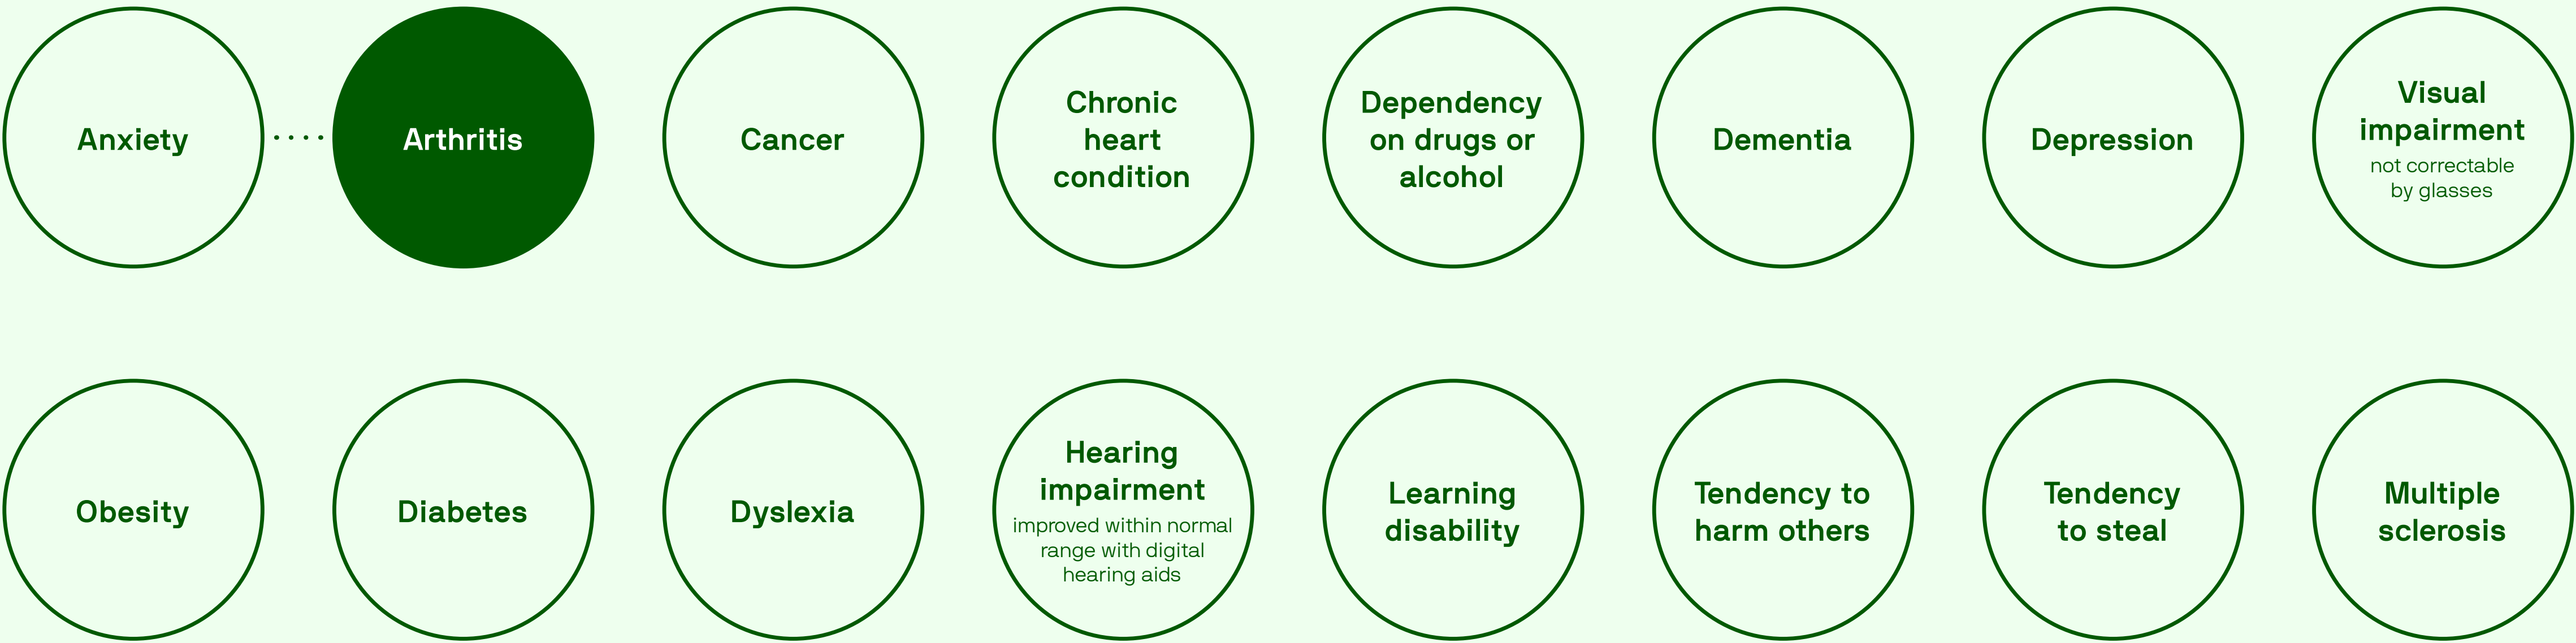 Anxiety
Arthritis
Cancer
Chronic
heart
condition
Dependency
on drugs or
alcohol
Dementia
Depression
Visual
impairment
not correctable
by glasses
Obesity
Diabetes
Dyslexia
Hearing
impairment
improved within normal
range with digital
hearing aids
Learning
disability
Tendency to
harm others
Tendency
to steal
Multiple
sclerosis